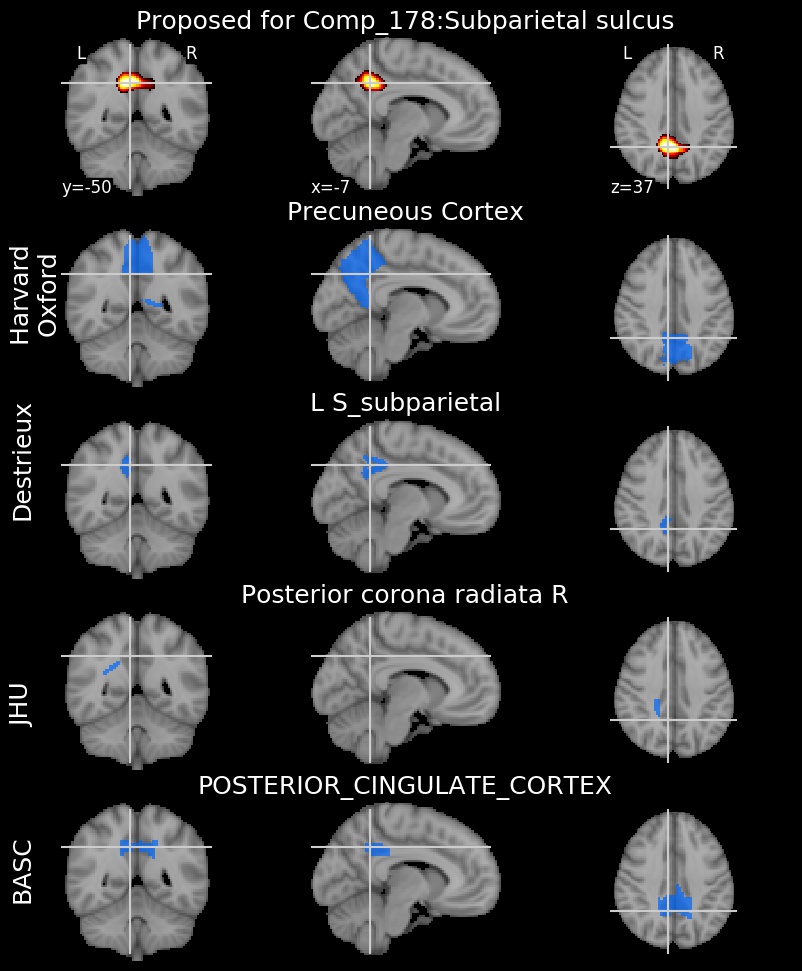 Proposed for Comp_178:Subparietal sulcus
L R
L R
y=-50
x=-7
z=37
Precuneous Cortex
Harvard
Oxford
L S_subparietal
Destrieux
Posterior corona radiata R
JHU
POSTERIOR_CINGULATE_CORTEX
BASC